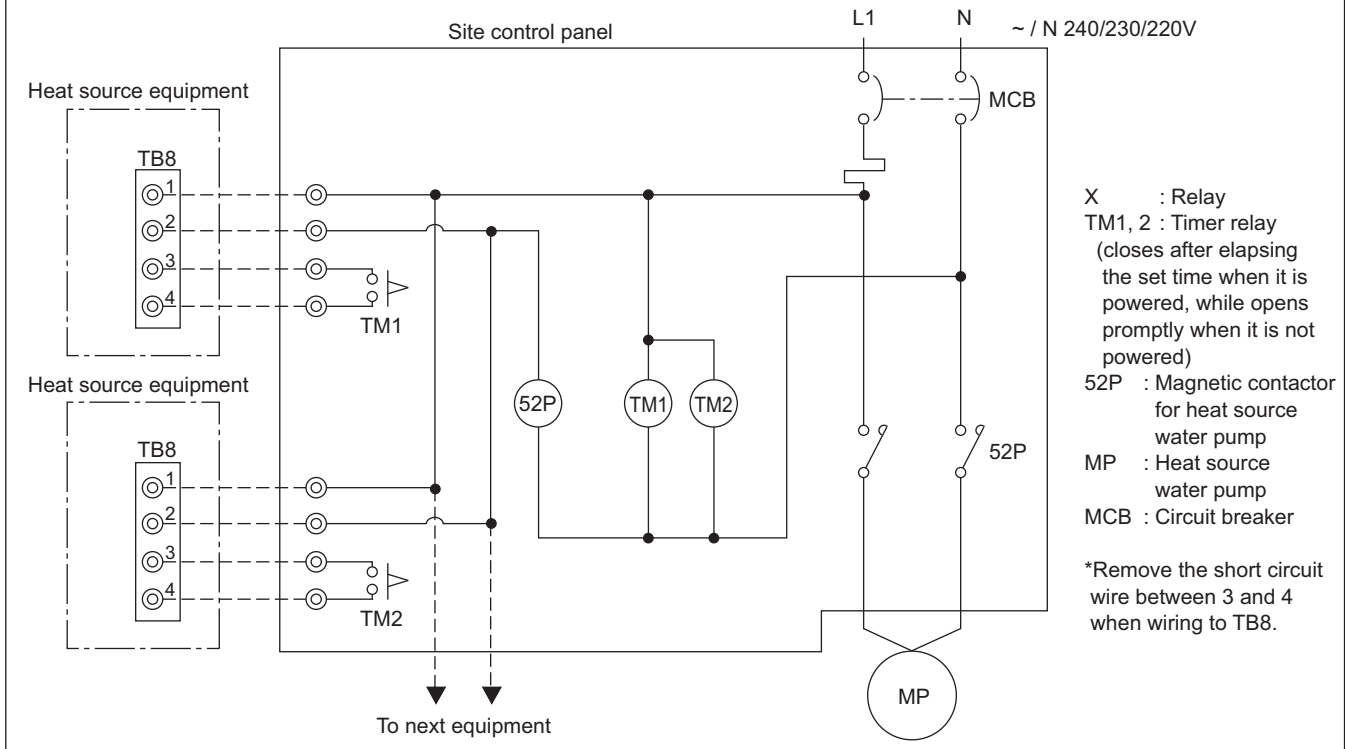 L1
N
~ / N 240/230/220V
Site control panel
Heat source equipment
MCB
TB8
1
2
3
4
TM1
X : Relay
TM1, 2 : Timer relay
(closes after elapsing
the set time when it is
powered, while opens
promptly when it is not
powered)
52P : Magnetic contactor
for heat source
water pump
MP : Heat source
water pump
MCB : Circuit breaker
*Remove the short circuit
wire between 3 and 4
when wiring to TB8.
Heat source equipment
52P
TM1
TM2
52P
TB8
1
2
3
4
TM2
MP
To next equipment